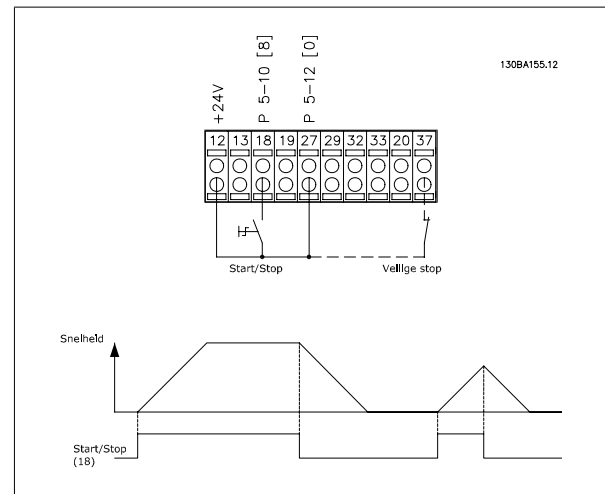 130BA155.12
+24V
P 5-10 [8]
P 5-12 [0]
12 13 18 19 27 29 32 33 20 37
Start/Stop
Veilige stop
Snelheid
Start/Stop
(18)